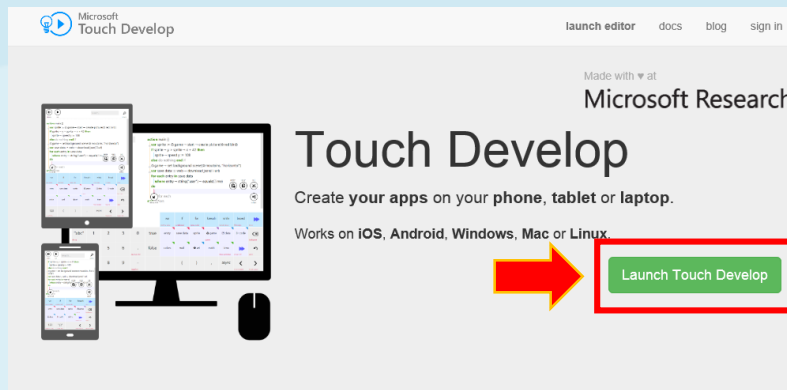 Microsoft
Touch Develop
launch editor docs blog sign in
Made with ♥ at
Microsoft Research
Touch Develop
Create your apps on your phone, tablet or laptop.
Works on iOS, Android, Windows, Mac or Linux.
Launch Touch Develop